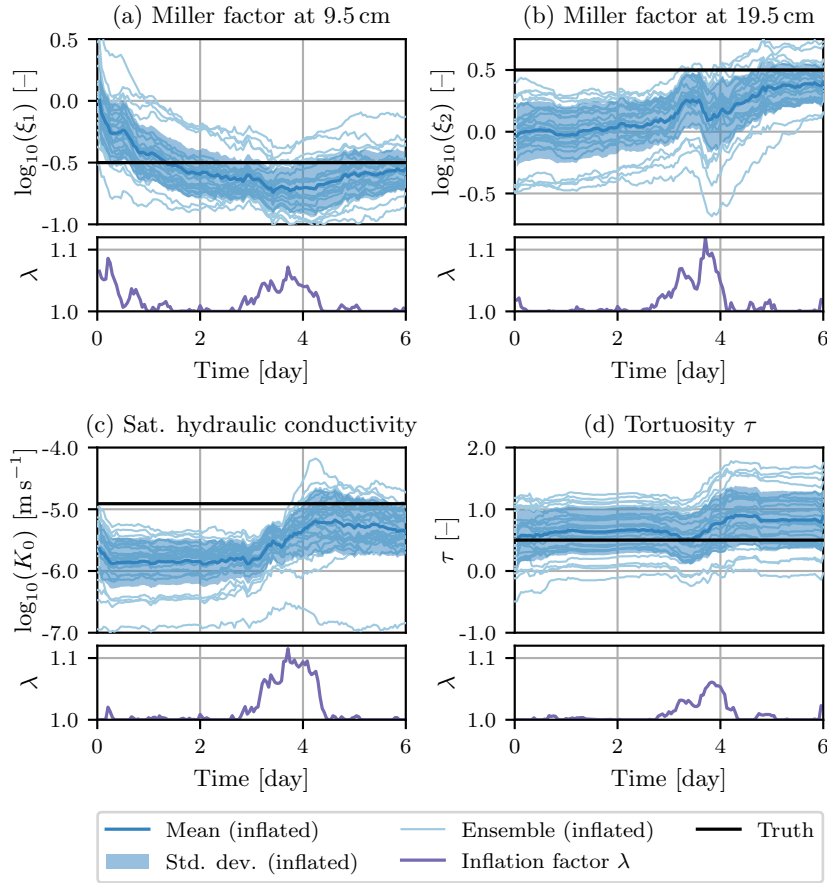 (a) Miller factor at 9.5 cm
(b) Miller factor at 19.5 cm
0.5
0.0
-0.5
-1.0
log₁₀(ξ₁) [–]
0.5
0.0
-0.5
log₁₀(ξ₂) [–]
1.1
1.0
λ
0 2 4 6
Time [day]
1.1
1.0
λ
0 2 4 6
Time [day]
(c) Sat. hydraulic conductivity
(d) Tortuosity τ
-4.0
-5.0
-6.0
-7.0
log₁₀(K₀) [m s⁻¹]
2.0
1.0
0.0
-1.0
τ [–]
1.1
1.0
λ
0 2 4 6
Time [day]
1.1
1.0
λ
0 2 4 6
Time [day]
Mean (inflated) Ensemble (inflated) Truth
Std. dev. (inflated) Inflation factor λ